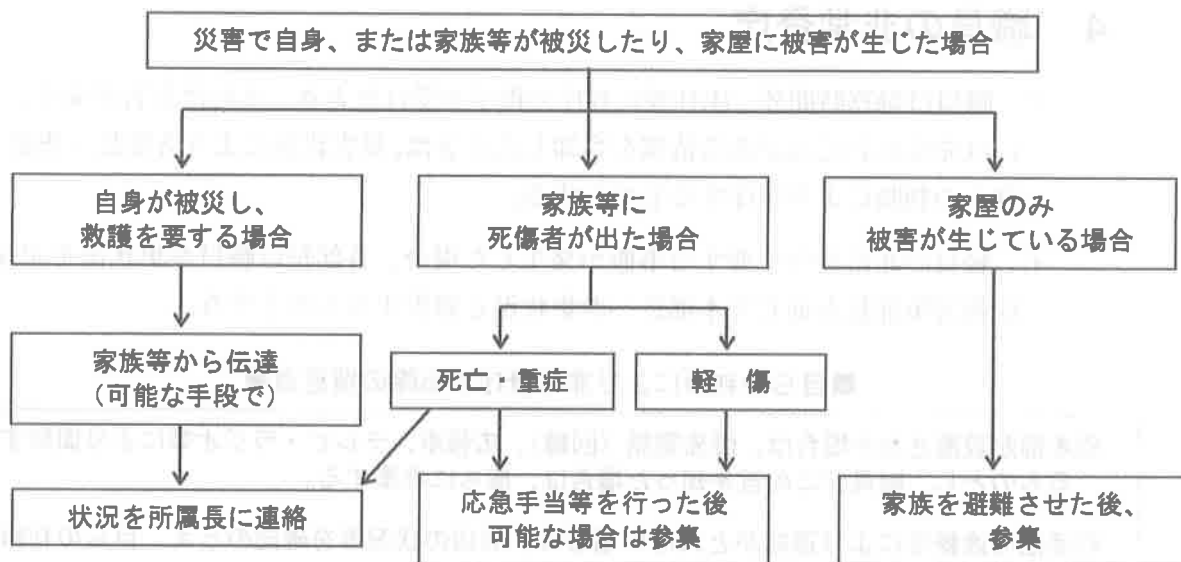 災害で自身、または家族等が被災したり、家屋に被害が生じた場合
自身が被災し、
救護を要する場合
家族等に
死傷者が出た場合
家屋のみ
被害が生じている場合
家族等から伝達
(可能な手段で)
死亡・重症
軽 傷
状況を所属長に連絡
応急手当等を行った後
可能な場合は参集
家族を避難させた後、
参集